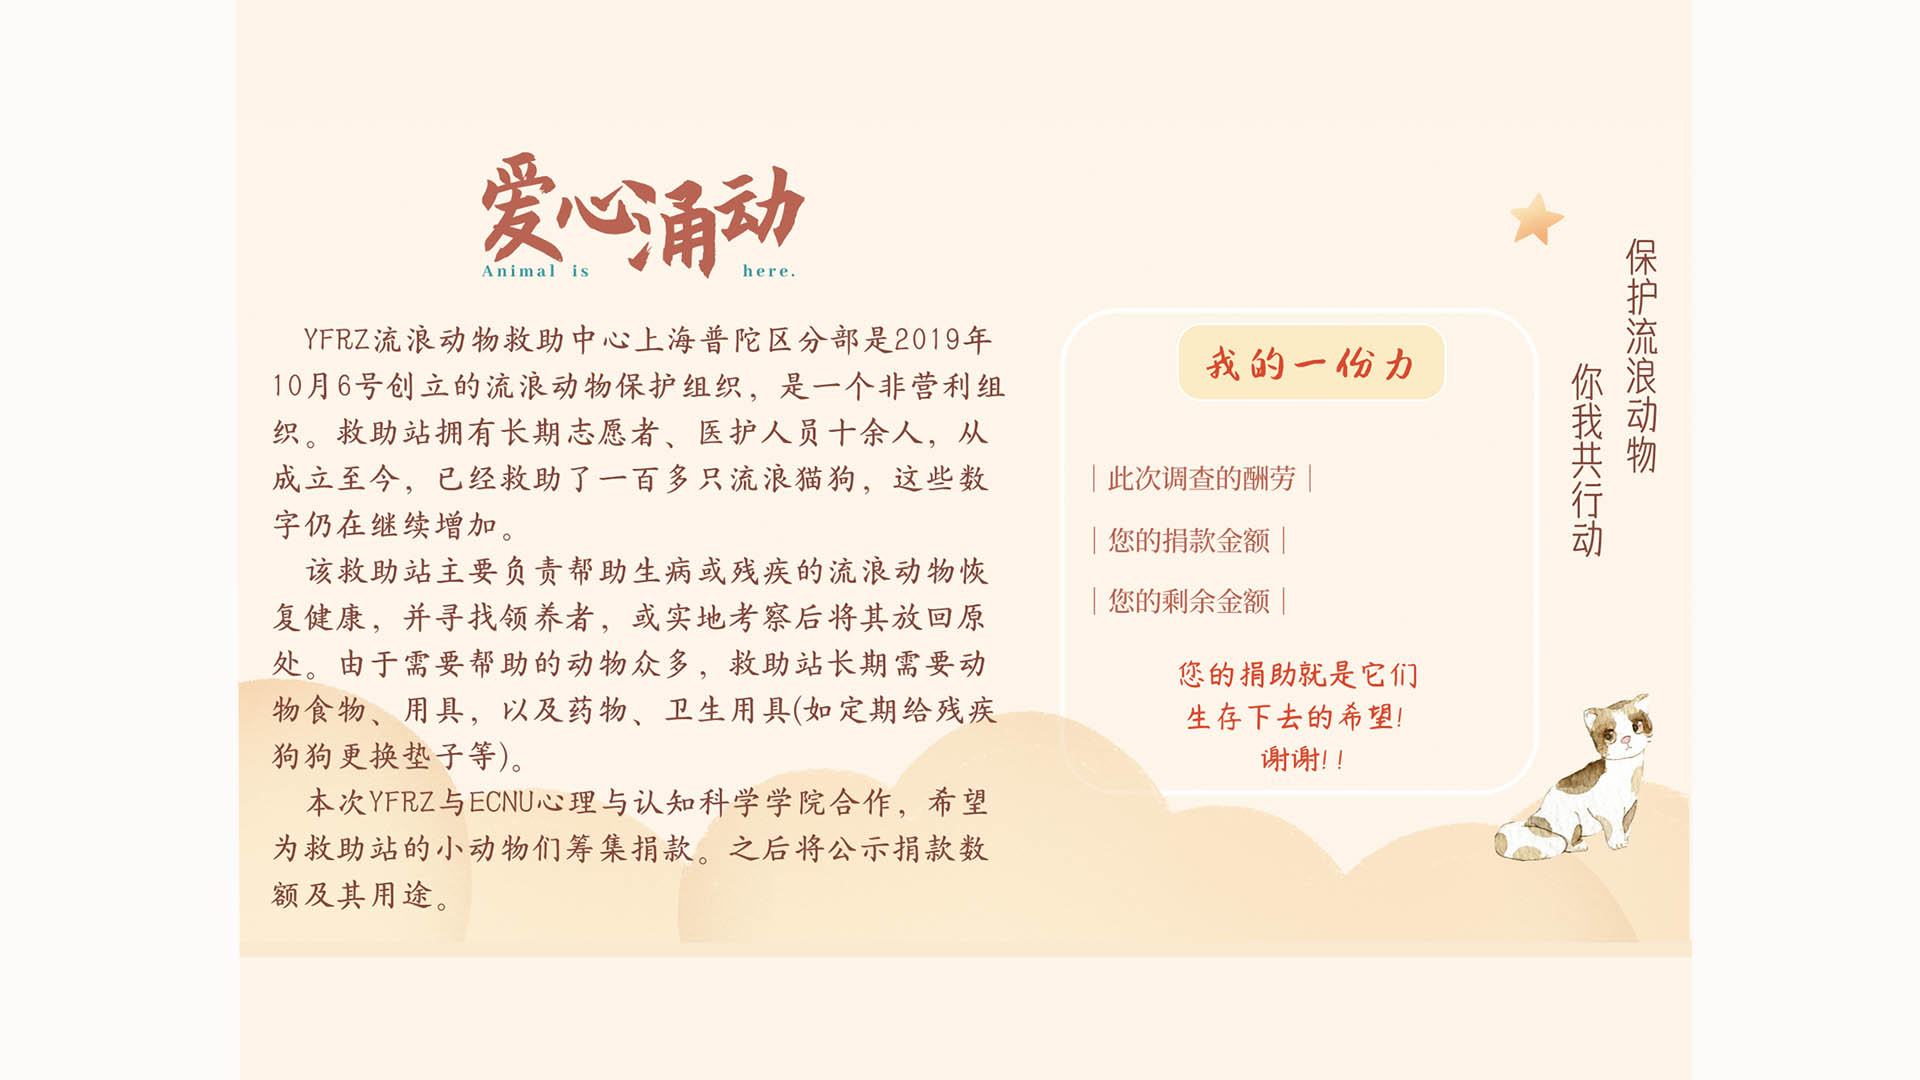 爱心涌动
Animal is here.
YFRZ流浪动物救助中心上海普陀区分部是2019年
10月6号创立的流浪动物保护组织，是一个非营利组
织。救助站拥有长期志愿者、医护人员十余人，从
成立至今，已经救助了一百多只流浪猫狗，这些数
字仍在继续增加。
该救助站主要负责帮助生病或残疾的流浪动物恢
复健康，并寻找领养者，或实地考察后将其放回原
处。由于需要帮助的动物众多，救助站长期需要动
物食物、用具，以及药物、卫生用具(如定期给残疾
狗狗更换垫子等)。
本次YFRZ与ECNU心理与认知科学学院合作，希望
为救助站的小动物们筹集捐款。之后将公示捐款数
额及其用途。
我的一份力
|此次调查的酬劳|
|您的捐款金额|
|您的剩余金额|
您的捐助就是它们
生存下去的希望!
谢谢!!
保护流浪动物
你我共行动